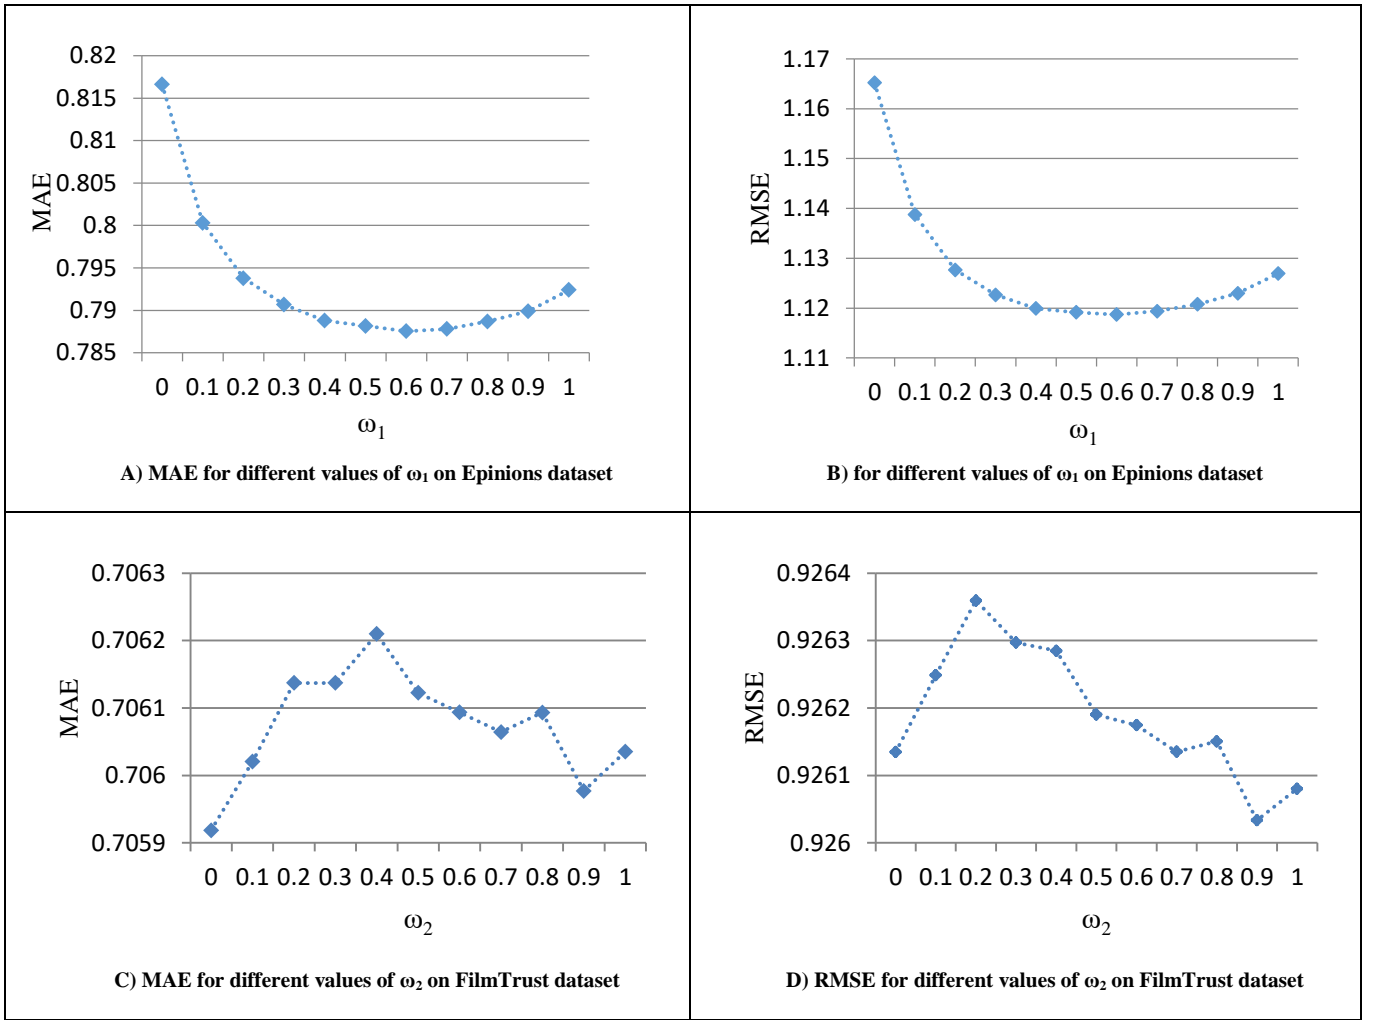 0.82
0.815
0.81
0.805
0.8
0.795
0.79
0.785
MAE
0 0.1 0.2 0.3 0.4 0.5 0.6 0.7 0.8 0.9 1
ω1
A) MAE for different values of ω1 on Epinions dataset
1.17
1.16
1.15
1.14
1.13
1.12
1.11
RMSE
0 0.1 0.2 0.3 0.4 0.5 0.6 0.7 0.8 0.9 1
ω1
B) for different values of ω1 on Epinions dataset
0.7063
0.7062
0.7061
0.706
0.7059
MAE
0 0.1 0.2 0.3 0.4 0.5 0.6 0.7 0.8 0.9 1
ω2
C) MAE for different values of ω2 on FilmTrust dataset
0.9264
0.9263
0.9262
0.9261
0.926
RMSE
0 0.1 0.2 0.3 0.4 0.5 0.6 0.7 0.8 0.9 1
ω2
D) RMSE for different values of ω2 on FilmTrust dataset